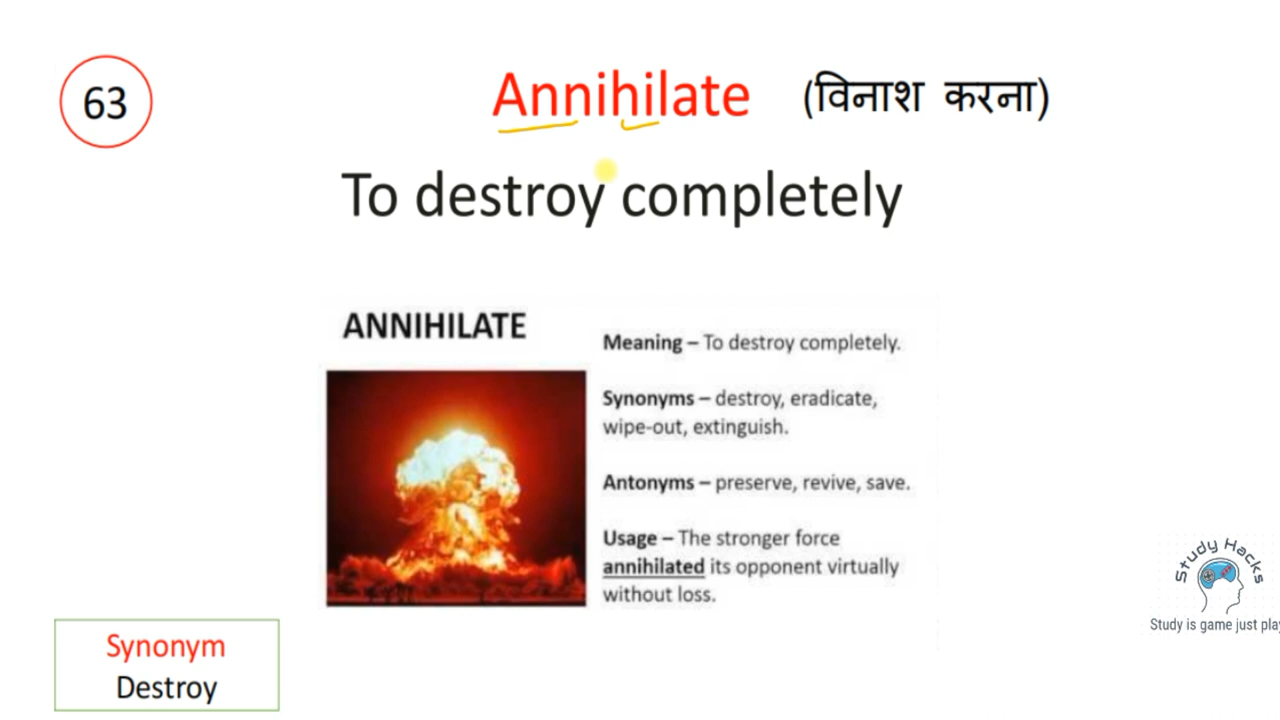 63
Annihilate (विनाश करना)
To destroy completely
ANNIHILATE
Meaning – To destroy completely.
Synonyms – destroy, eradicate,
wipe-out, extinguish.
Antonyms – preserve, revive, save.
Usage – The stronger force
annihilated its opponent virtually
without loss.
Study Hacks
Study is game just play
Synonym
Destroy